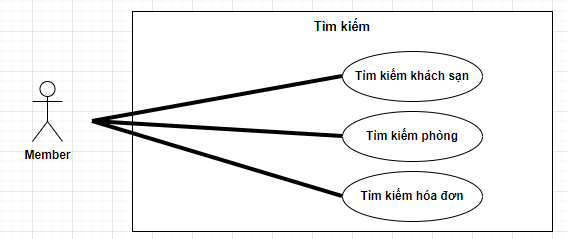 Tìm kiếm
Tìm kiếm khách sạn
Tìm kiếm phòng
Tìm kiếm hóa đơn
Member